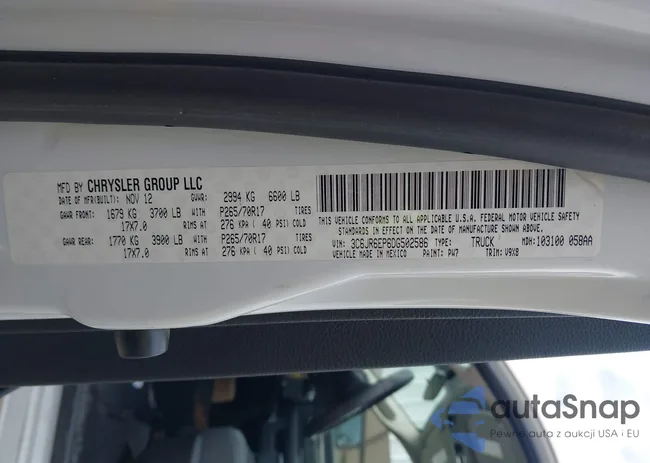 MFD BY CHRYSLER GROUP LLC
DATE OF MFR(BUILT): NOV 12 GVWR: 2994 KG 6600 LB
GAWR FRONT: 1679 KG 3700 LB WITH P265/70R17 TIRES
17X7.0 RIMS AT 276 KPA ( 40 PSI) COLD
GAWR REAR: 1770 KG 3900 LB WITH P265/70R17 TIRES
17X7.0 RIMS AT 276 KPA ( 40 PSI) COLD
THIS VEHICLE CONFORMS TO ALL APPLICABLE U.S.A. FEDERAL MOTOR VEHICLE SAFETY
STANDARDS IN EFFECT ON THE DATE OF MANUFACTURE SHOWN ABOVE.
VIN: 3C6JR6EP6DG502586 TYPE: TRUCK MDH: 103100 058AA
VEHICLE MADE IN MEXICO PAINT: PW7 TRIM: V9X8
autaSnap
Pewne auta z aukcji USA i EU